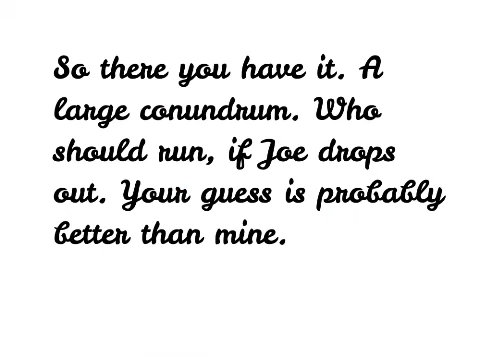 So there you have it. A
large conundrum. Who
should run, if Joe drops
out. Your guess is probably
better than mine.